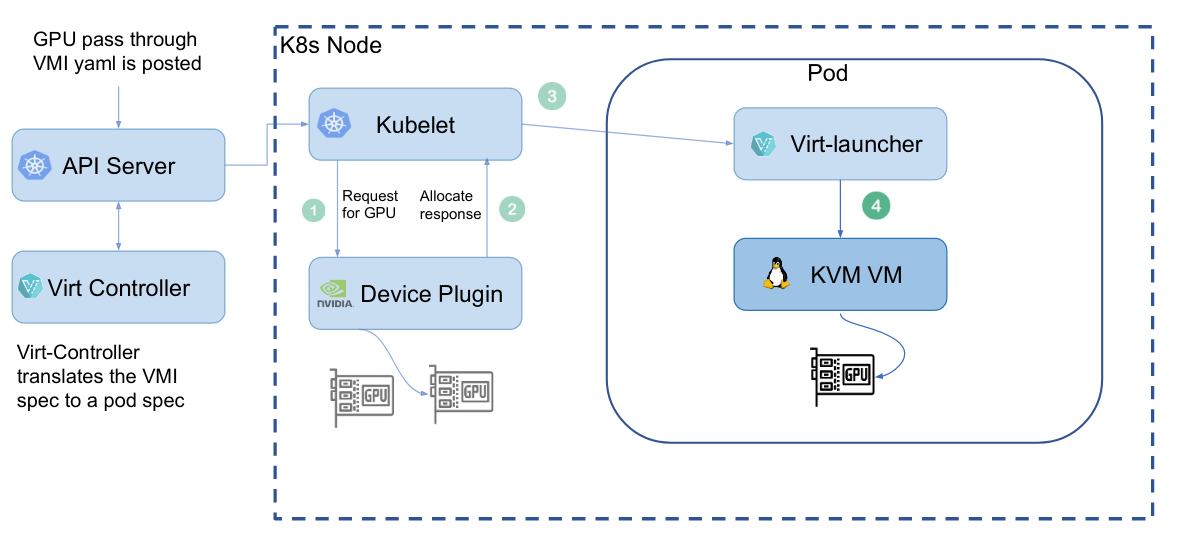 GPU pass through
VMI yaml is posted
API Server
Virt Controller
Virt-Controller
translates the VMI
spec to a pod spec
K8s Node
Kubelet
3
1
Request
for GPU
Allocate
response
2
NVIDIA
Device Plugin
GPU
GPU
Pod
Virt-launcher
4
KVM VM
GPU